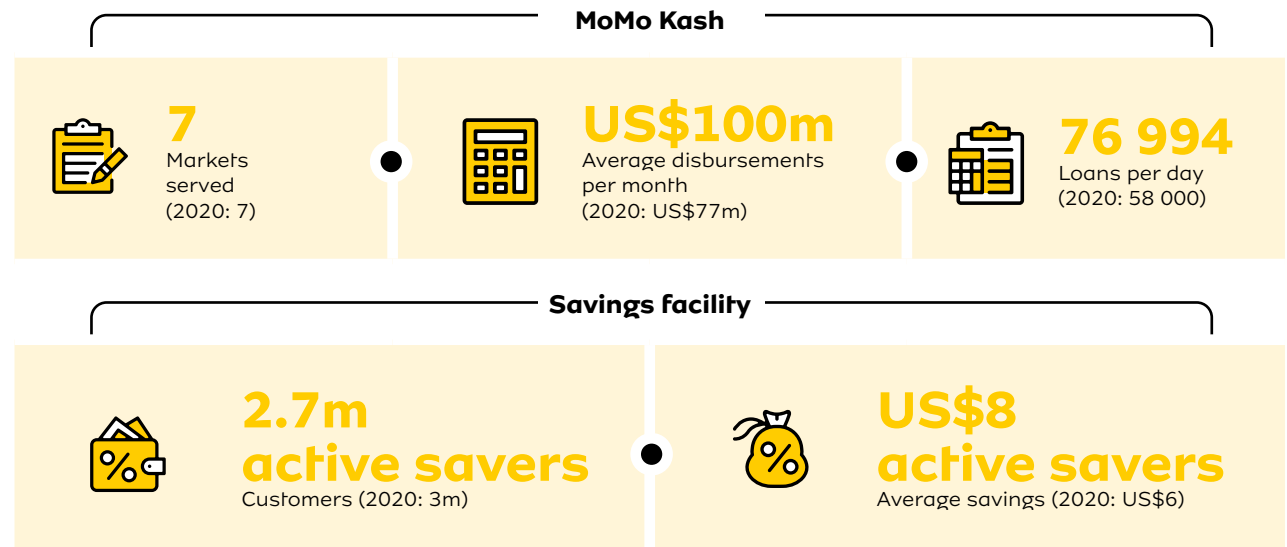 MoMo Kash
7
Markets
served
(2020: 7)
US$100m
Average disbursements
per month
(2020: US$77m)
76 994
Loans per day
(2020: 58 000)
Savings facility
2.7m
active savers
Customers (2020: 3m)
US$8
active savers
Average savings (2020: US$6)